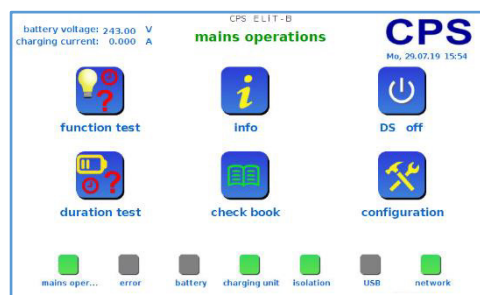 CPS ELİT-B
battery voltage: 243.00 V
charging current: 0.000 A
mains operations
CPS
Mo, 29.07.19 15:54
function test
info
DS off
duration test
check book
configuration
mains oper...
error
battery
charging unit
isolation
USB
network